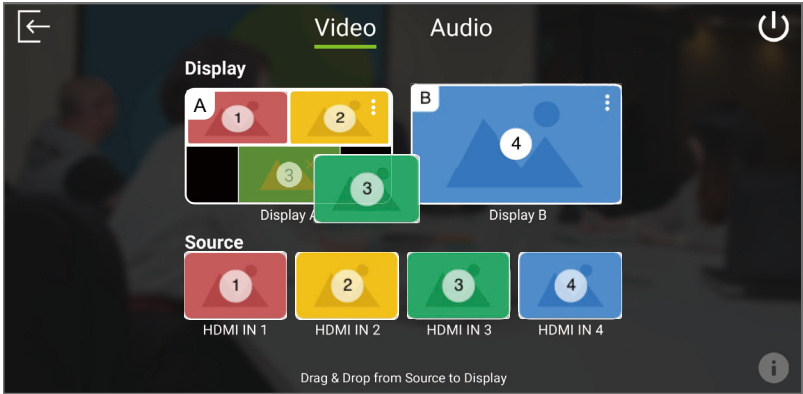 Video Audio
Display
A 1 2 B
3 3 4
Display A Display B
Source
1 2 3 4
HDMI IN 1 HDMI IN 2 HDMI IN 3 HDMI IN 4
Drag & Drop from Source to Display
i